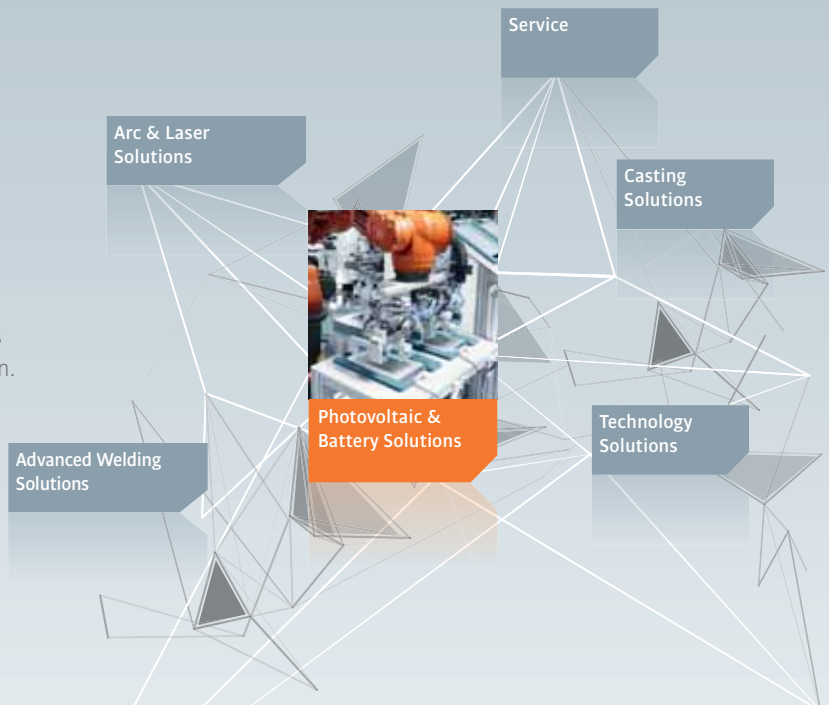 Service
Arc & Laser
Solutions
Casting
Solutions
Photovoltaic &
Battery Solutions
Technology
Solutions
Advanced Welding
Solutions